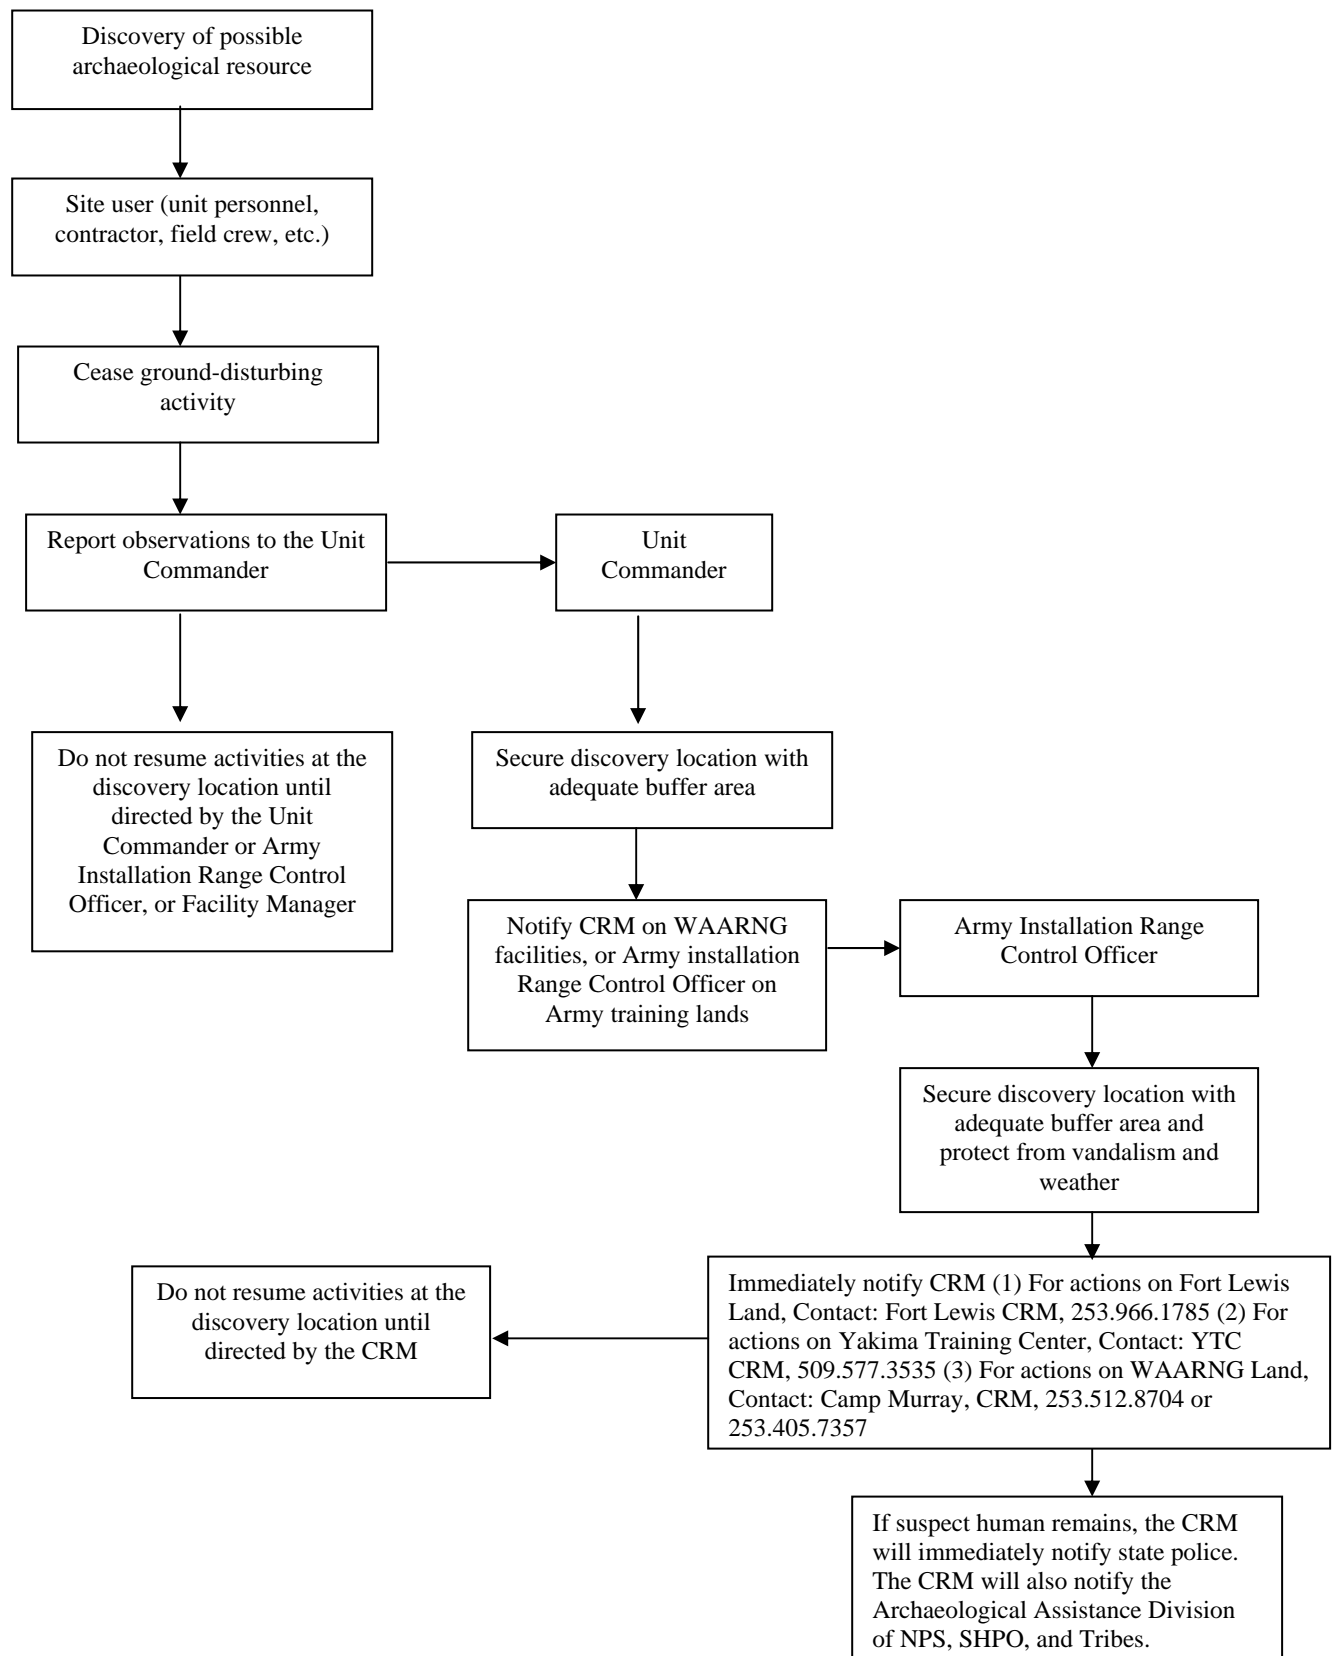 Discovery of possible
archaeological resource
Site user (unit personnel,
contractor, field crew, etc.)
Cease ground-disturbing
activity
Report observations to the Unit
Commander
Unit
Commander
Do not resume activities at the
discovery location until
directed by the Unit
Commander or Army
Installation Range Control
Officer, or Facility Manager
Secure discovery location with
adequate buffer area
Notify CRM on WAARNG
facilities, or Army installation
Range Control Officer on
Army training lands
Army Installation Range
Control Officer
Secure discovery location with
adequate buffer area and
protect from vandalism and
weather
Do not resume activities at the
discovery location until
directed by the CRM
Immediately notify CRM (1) For actions on Fort Lewis
Land, Contact: Fort Lewis CRM, 253.966.1785 (2) For
actions on Yakima Training Center, Contact: YTC
CRM, 509.577.3535 (3) For actions on WAARNG Land,
Contact: Camp Murray, CRM, 253.512.8704 or
253.405.7357
If suspect human remains, the CRM
will immediately notify state police.
The CRM will also notify the
Archaeological Assistance Division
of NPS, SHPO, and Tribes.